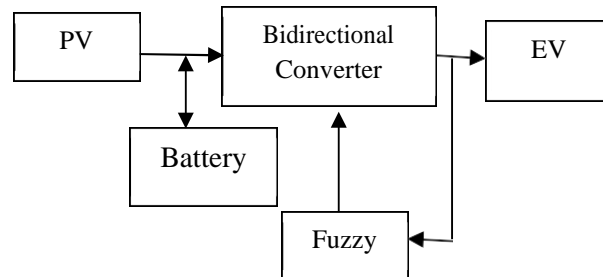 PV
Bidirectional
Converter
EV
Battery
Fuzzy